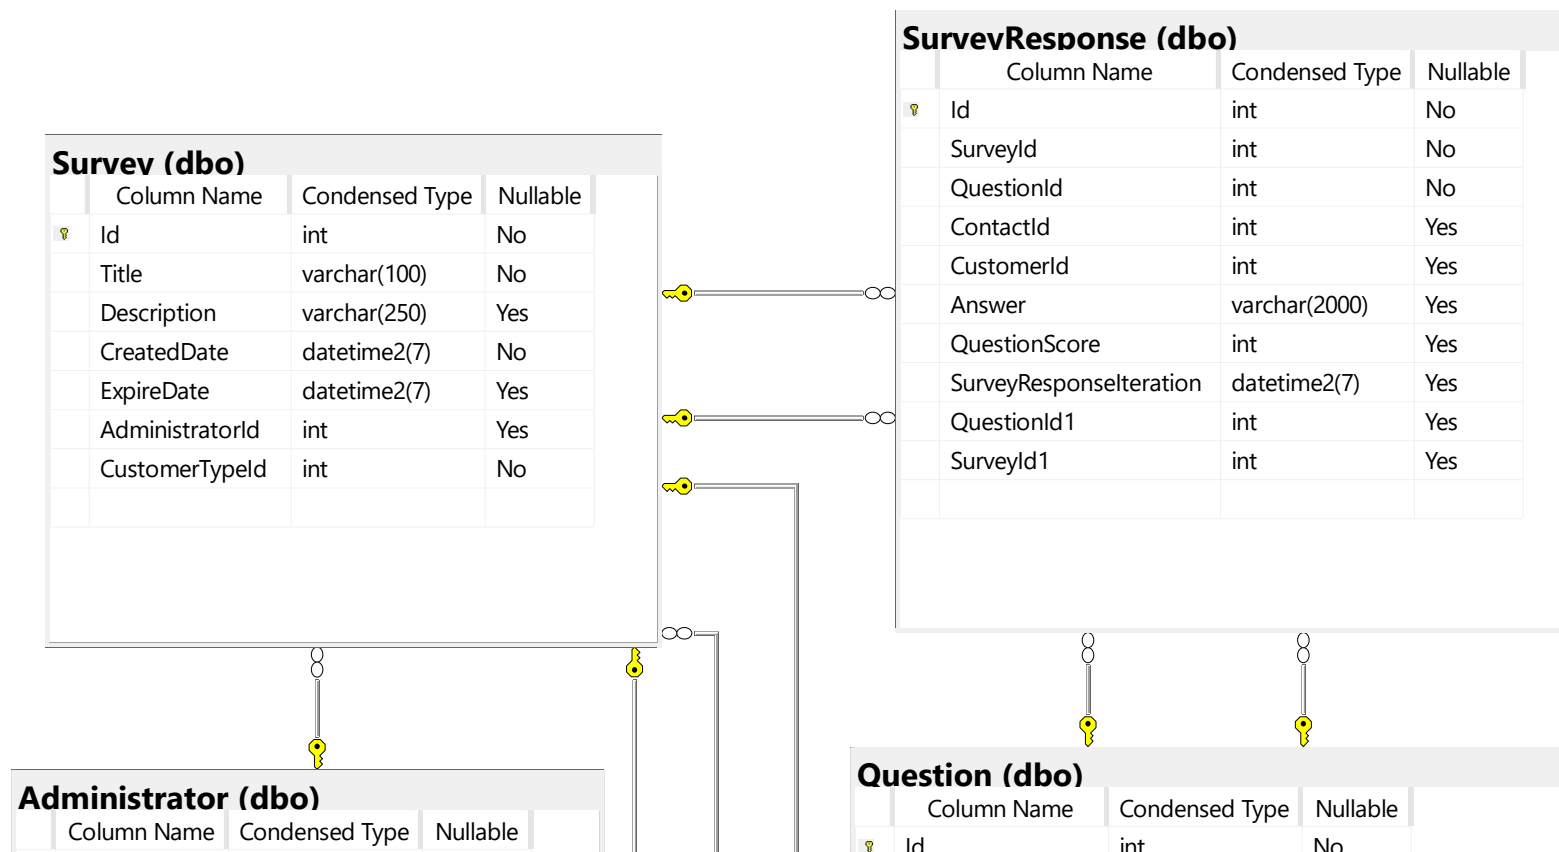 SurveyResponse (dbo)
Column Name Condensed Type Nullable
Id int No
SurveyId int No
QuestionId int No
ContactId int Yes
CustomerId int Yes
Answer varchar(2000) Yes
QuestionScore int Yes
SurveyResponseIteration datetime2(7) Yes
QuestionId1 int Yes
SurveyId1 int Yes
Survey (dbo)
Column Name Condensed Type Nullable
Id int No
Title varchar(100) No
Description varchar(250) Yes
CreatedDate datetime2(7) No
ExpireDate datetime2(7) Yes
AdministratorId int Yes
CustomerTypeId int No
Administrator (dbo)
Column Name Condensed Type Nullable
Question (dbo)
Column Name Condensed Type Nullable
Id int No